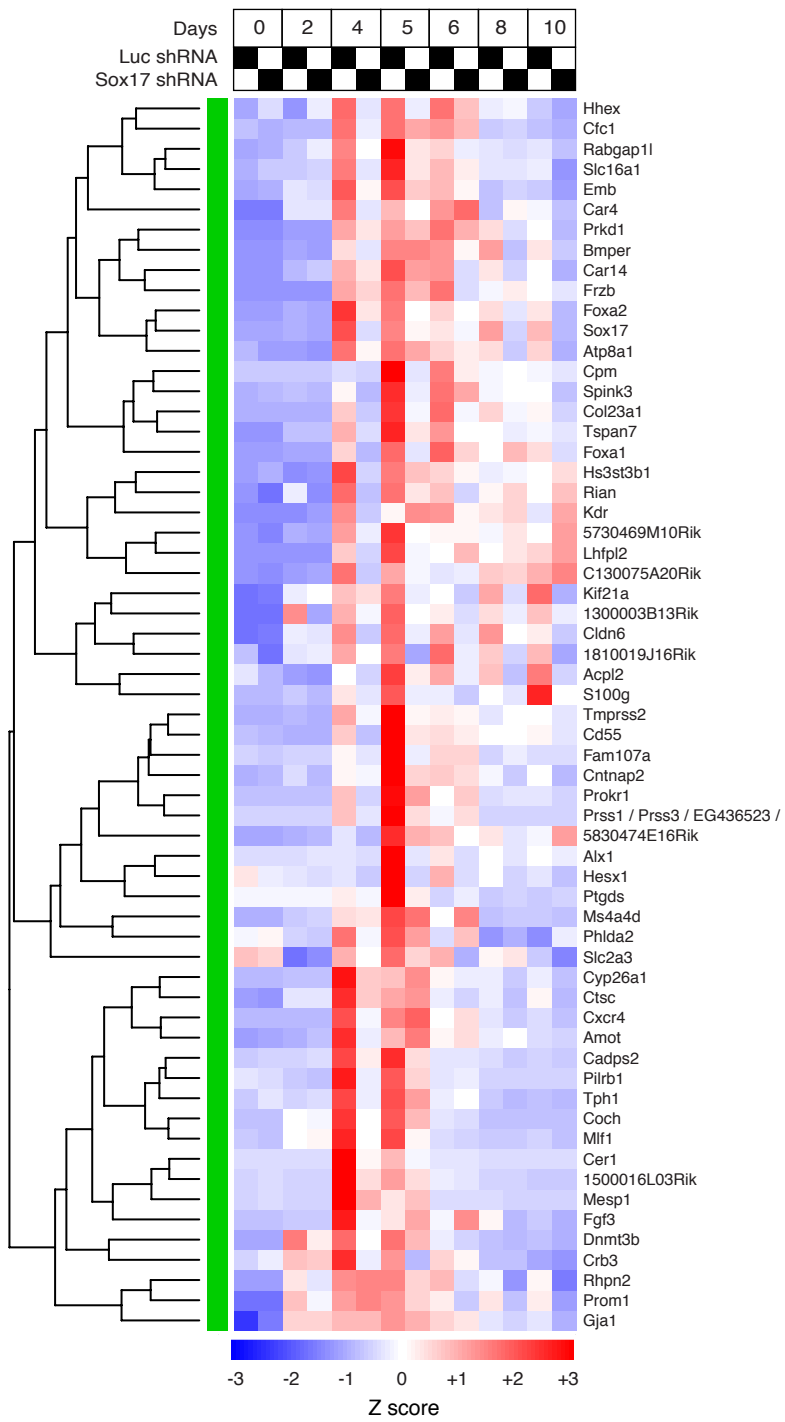 Days 0 2 4 5 6 8 10
Luc shRNA
Sox17 shRNA
Hhex
Cfc1
Rabgap1l
Slc16a1
Emb
Car4
Prkd1
Bmper
Car14
Frzb
Foxa2
Sox17
Atp8a1
Cpm
Spink3
Col23a1
Tspan7
Foxa1
Hs3st3b1
Rian
Kdr
5730469M10Rik
Lhfpl2
C130075A20Rik
Kif21a
1300003B13Rik
Cldn6
1810019J16Rik
Acpl2
S100g
Tmprss2
Cd55
Fam107a
Cntnap2
Prokr1
Prss1 / Prss3 / EG436523 /
5830474E16Rik
Alx1
Hesx1
Ptgds
Ms4a4d
Phlda2
Slc2a3
Cyp26a1
Ctsc
Cxcr4
Amot
Cadps2
Pilrb1
Tph1
Coch
Mlf1
Cer1
1500016L03Rik
Mesp1
Fgf3
Dnmt3b
Crb3
Rhpn2
Prom1
Gja1
-3 -2 -1 0 +1 +2 +3
Z score